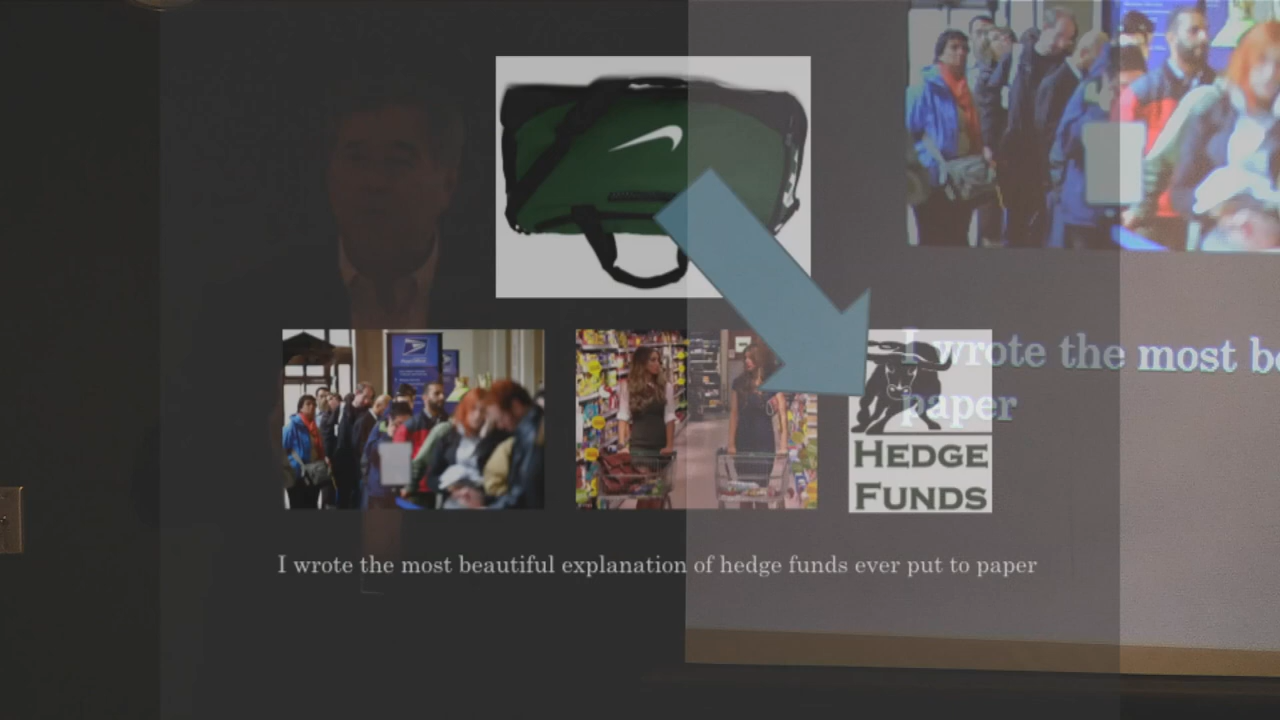 HEDGE
FUNDS
I wrote the most beautiful explanation of hedge funds ever put to paper
I wrote the most be
paper